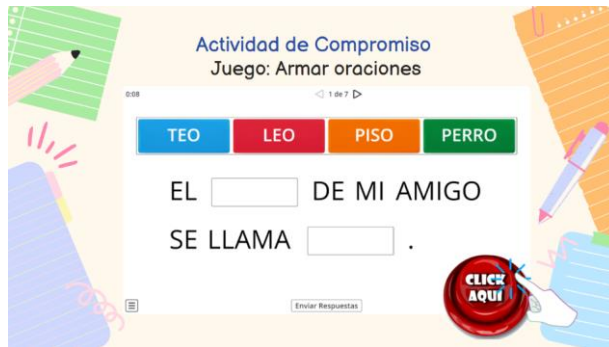 Actividad de Compromiso
Juego: Armar oraciones
0:08
1 de 7
TEO LEO PISO PERRO
EL DE MI AMIGO
SE LLAMA .
Enviar Respuestas
CLICK
AQUÍ